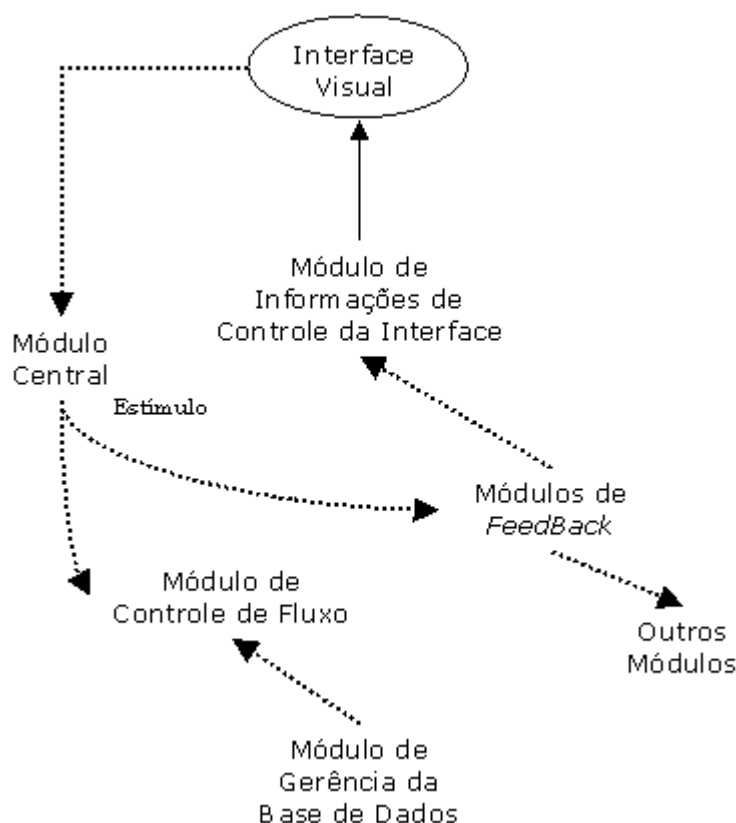 Interface
Visual
Módulo de
Informações de
Controle da Interface
Módulo
Central
Estímulo
Módulos de
FeedBack
Módulo de
Controle de Fluxo
Outros
Módulos
Módulo de
Gerência da
Base de Dados